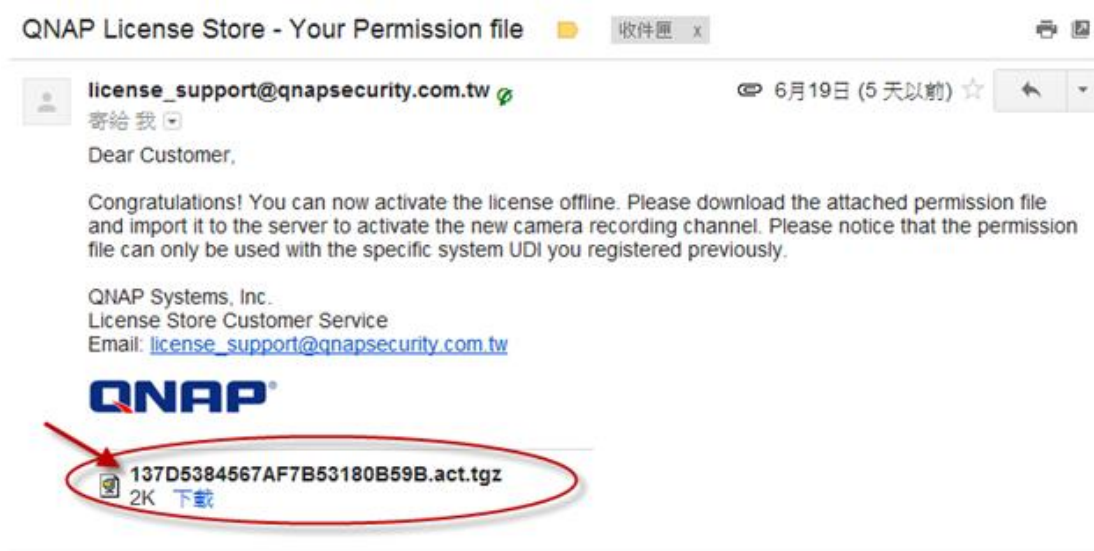 QNAP License Store - Your Permission file 收件匣 x
license_support@qnapsecurity.com.tw 6月19日 (5 天以前)
寄給 我
Dear Customer,
Congratulations! You can now activate the license offline. Please download the attached permission file
and import it to the server to activate the new camera recording channel. Please notice that the permission
file can only be used with the specific system UDI you registered previously.
QNAP Systems, Inc.
License Store Customer Service
Email: license_support@qnapsecurity.com.tw
QNAP
137D5384567AF7B53180B59B.act.tgz
2K 下載